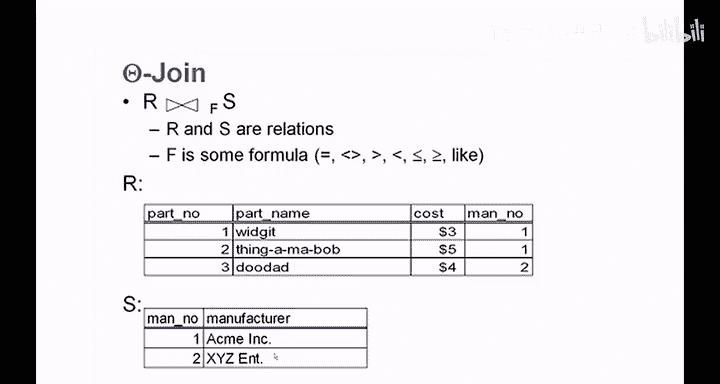 bilibili
Θ-Join
• R ⋈ F S
– R and S are relations
– F is some formula (=, <>, >, <, ≤, ≥, like)
R:
part_no part_name cost man_no
1 widgit $3 1
2 thing-a-ma-bob $5 1
3 doodad $4 2
S:
man_no manufacturer
1 Acme Inc.
2 XYZ Ent.